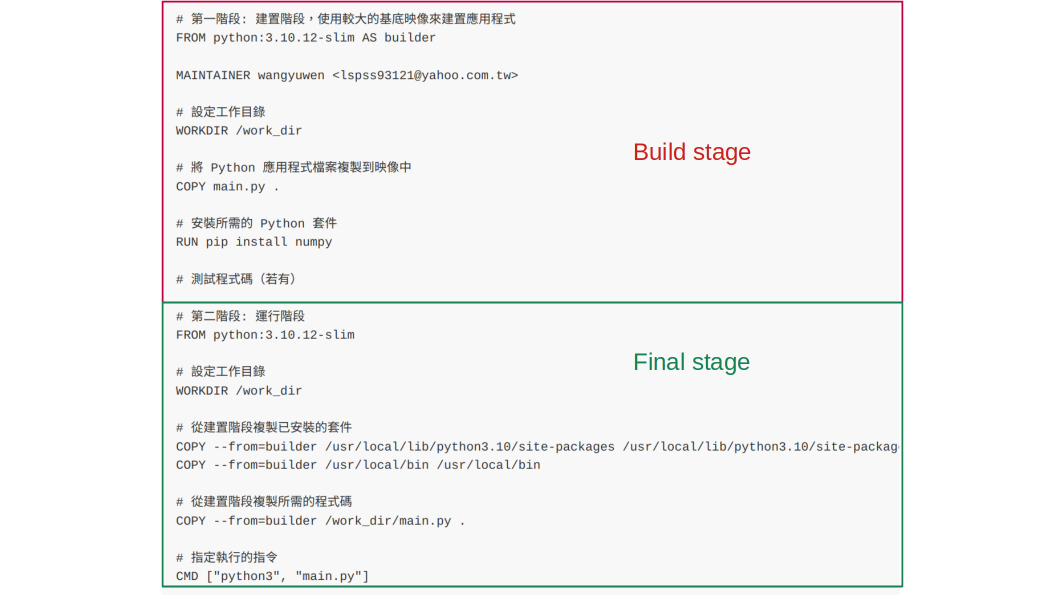 # 第一階段: 建置階段，使用較大的基底映像來建置應用程式
FROM python:3.10.12-slim AS builder
MAINTAINER wangyuwen <lspss93121@yahoo.com.tw>
# 設定工作目錄
WORKDIR /work_dir
Build stage
# 將 Python 應用程式檔案複製到映像中
COPY main.py .
# 安裝所需的 Python 套件
RUN pip install numpy
# 測試程式碼（若有）
# 第二階段: 運行階段
FROM python:3.10.12-slim
Final stage
# 設定工作目錄
WORKDIR /work_dir
# 從建置階段複製已安裝的套件
COPY --from=builder /usr/local/lib/python3.10/site-packages /usr/local/lib/python3.10/site-packag
COPY --from=builder /usr/local/bin /usr/local/bin
# 從建置階段複製所需的程式碼
COPY --from=builder /work_dir/main.py .
# 指定執行的指令
CMD ["python3", "main.py"]